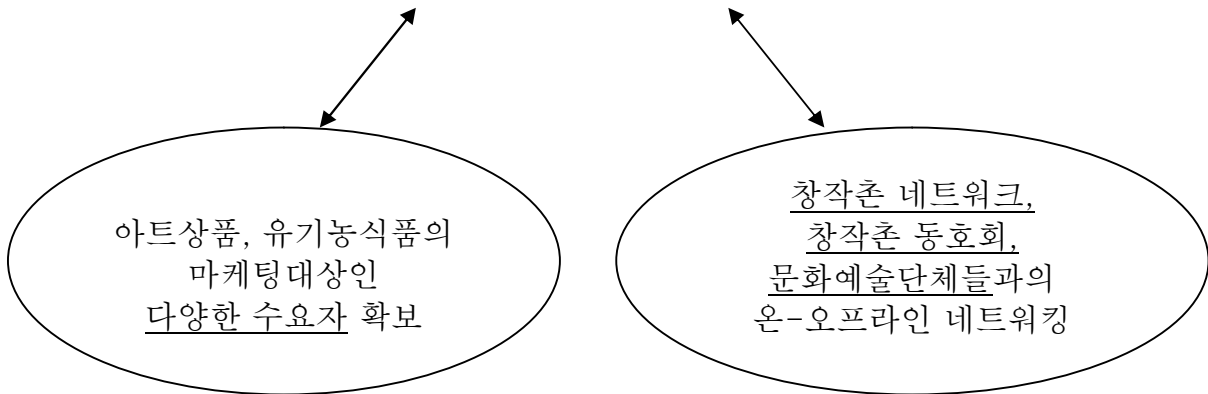 아트상품, 유기농식품의
마케팅대상인
다양한 수요자 확보
창작촌 네트워크,
창작촌 동호회,
문화예술단체들과의
온-오프라인 네트워킹